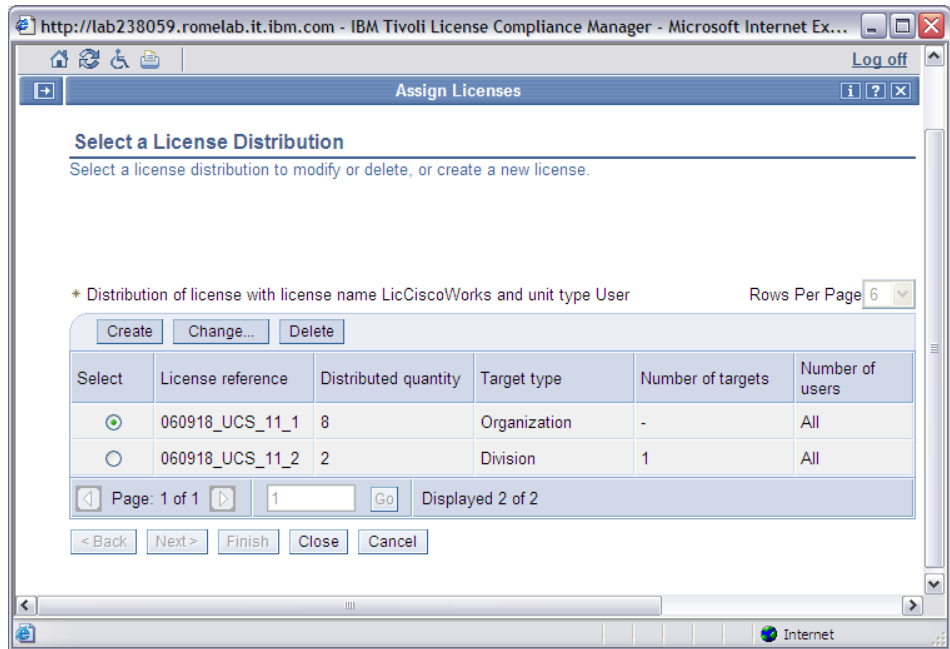 http://lab238059.romelab.it.ibm.com - IBM Tivoli License Compliance Manager - Microsoft Internet Ex...
Log off
Assign Licenses
i ? X
Select a License Distribution
Select a license distribution to modify or delete, or create a new license.
* Distribution of license with license name LicCiscoWorks and unit type User Rows Per Page 6
Create Change... Delete
Select License reference Distributed quantity Target type Number of targets Number of users
060918_UCS_11_1 8 Organization - All
060918_UCS_11_2 2 Division 1 All
Page: 1 of 1 1 Go Displayed 2 of 2
< Back Next > Finish Close Cancel
Internet